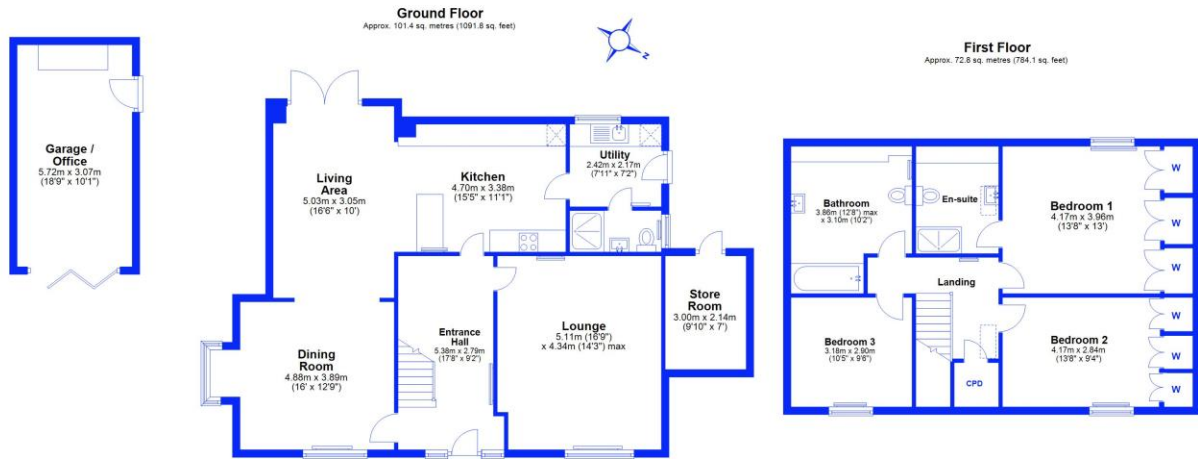 Ground Floor
Approx. 101.4 sq. metres (1091.8 sq. feet)
N
Garage /
Office
5.72m x 3.07m
(18'9" x 10'1")
Living
Area
5.03m x 3.05m
(16'6" x 10')
Kitchen
4.70m x 3.38m
(15'5" x 11'1")
Utility
2.42m x 2.17m
(7'11" x 7'2")
Dining
Room
4.88m x 3.89m
(16' x 12'9")
Entrance
Hall
5.38m x 2.79m
(17'8" x 9'2")
Lounge
5.11m (16'9")
x 4.34m (14'3") max
Store
Room
3.00m x 2.14m
(9'10" x 7')
First Floor
Approx. 72.8 sq. metres (784.1 sq. feet)
Bathroom
3.86m (12'8") max
x 3.10m (10'2")
En-suite
Bedroom 1
4.17m x 3.96m
(13'8" x 13')
W
W
W
Landing
Bedroom 3
3.18m x 2.90m
(10'5" x 9'6")
CPD
Bedroom 2
4.17m x 2.84m
(13'8" x 9'4")
W
W
W